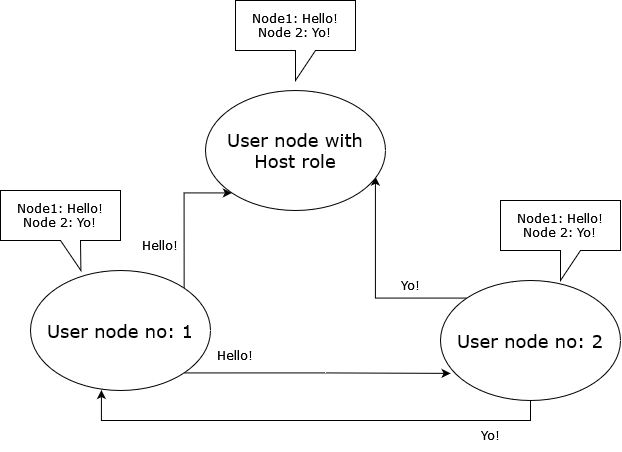 Node1: Hello!
Node 2: Yo!
User node with
Host role
Node1: Hello!
Node 2: Yo!
Node1: Hello!
Node 2: Yo!
Hello!
Yo!
User node no: 1
User node no: 2
Hello!
Yo!